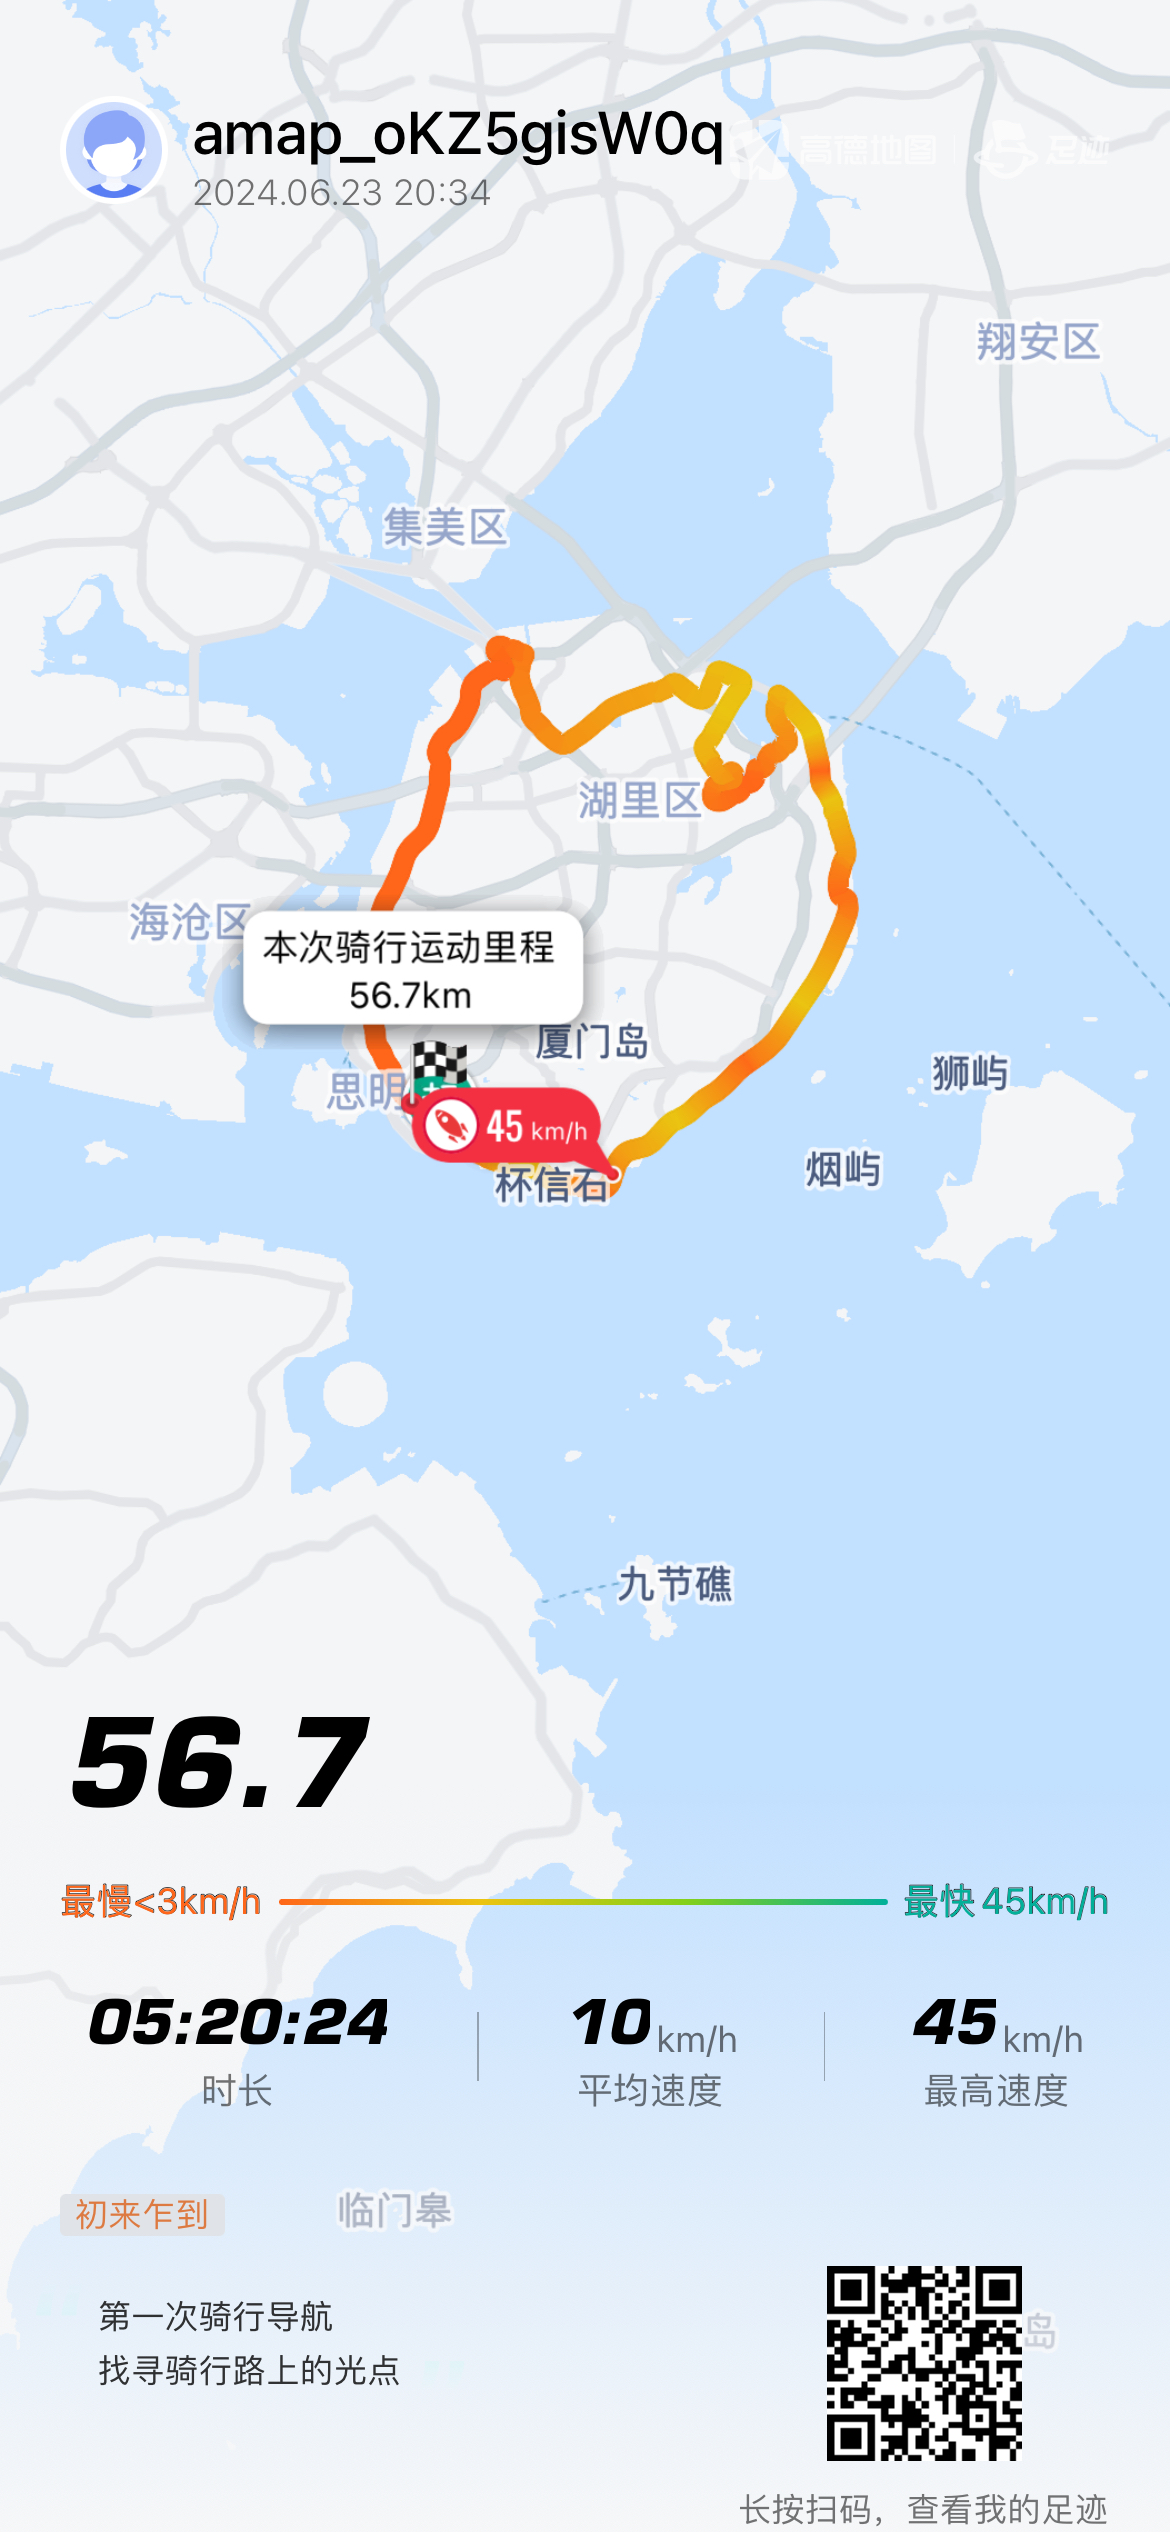 amap_oKZ5gisW0q
高德地图 足迹
2024.06.23 20:34
翔安区
集美区
湖里区
海沧区
本次骑行运动里程
56.7km
厦门岛
狮屿
思明
45 km/h
烟屿
杯信石
九节礁
56.7
最慢<3km/h 最快45km/h
05:20:24 10 km/h 45 km/h
时长 平均速度 最高速度
初来乍到
临门皋
第一次骑行导航
岛
找寻骑行路上的光点
长按扫码，查看我的足迹